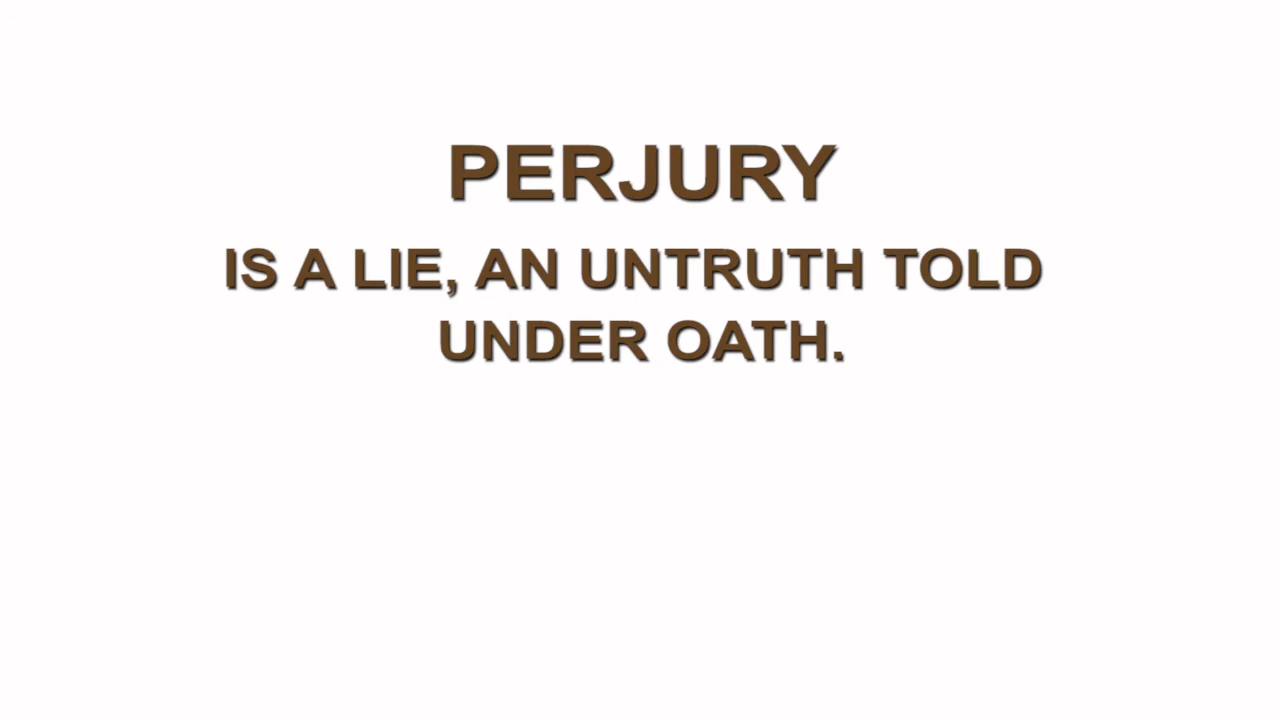 PERJURY
IS A LIE, AN UNTRUTH TOLD
UNDER OATH.